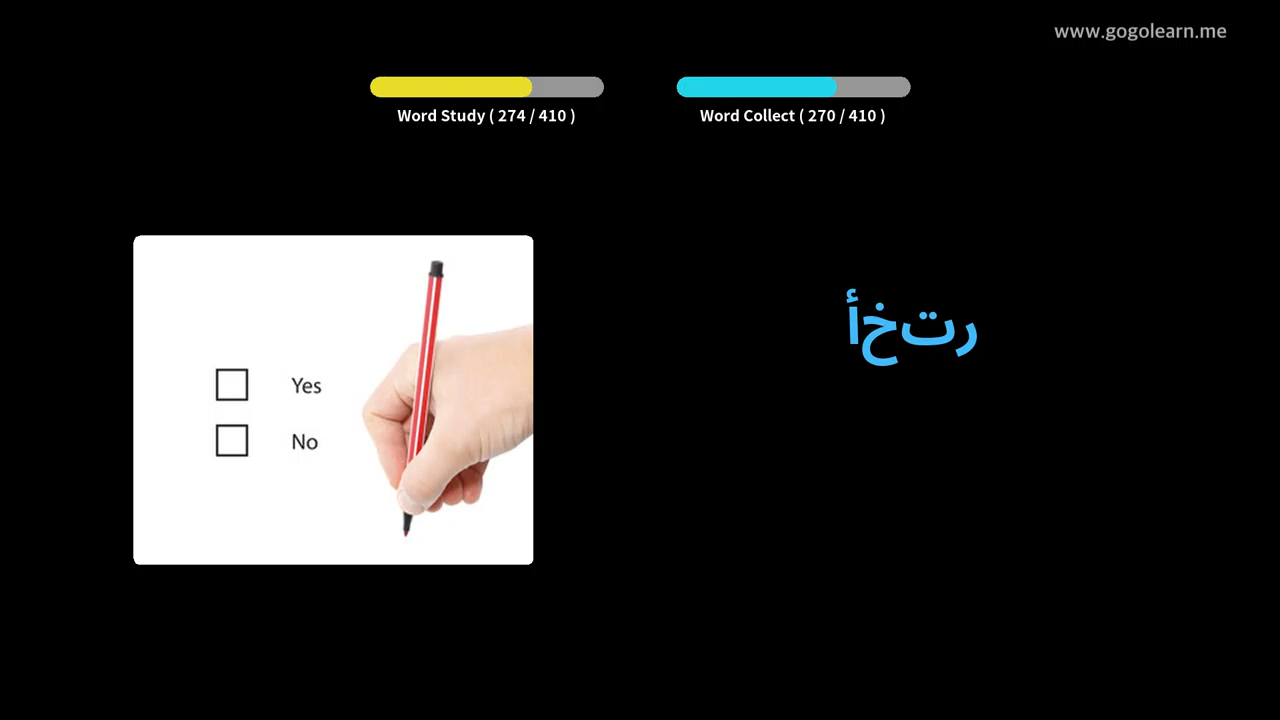 www.gogolearn.me
Word Study ( 274 / 410 )
Word Collect ( 270 / 410 )
رتخأ
Yes
No